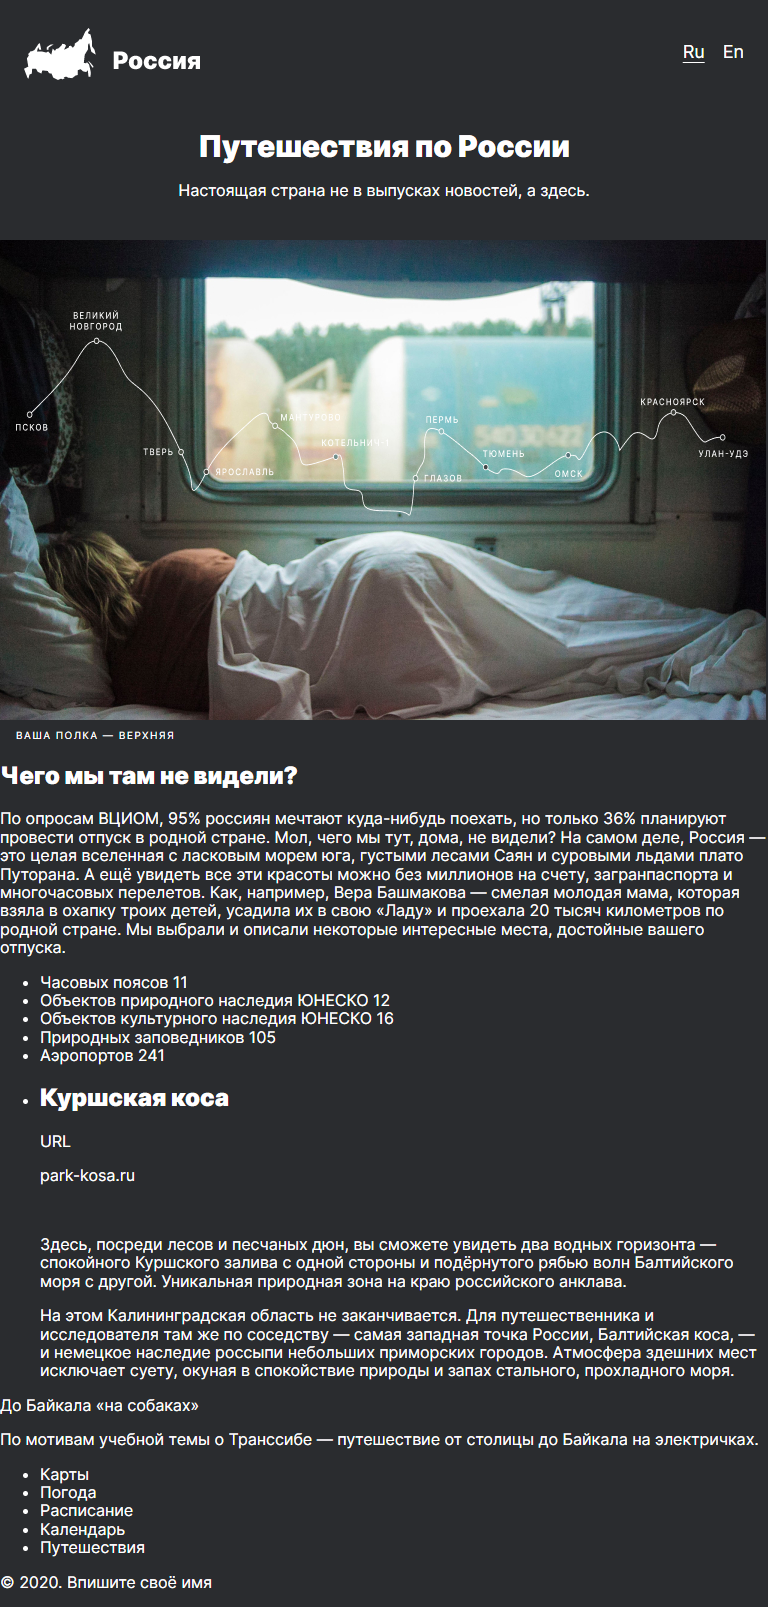 Россия
Ru En
Путешествия по России
Настоящая страна не в выпусках новостей, а здесь.
ВЕЛИКИЙ
НОВГОРОД
ПСКОВ
ТВЕРЬ
ЯРОСЛАВЛЬ
МАНТУРОВО
КОТЕЛЬНИЧ-1
ПЕРМЬ
ГЛАЗОВ
54030622
ТЮМЕНЬ
ОМСК
КРАСНОЯРСК
УЛАН-УДЭ
ВАША ПОЛКА — ВЕРХНЯЯ
Чего мы там не видели?
По опросам ВЦИОМ, 95% россиян мечтают куда-нибудь поехать, но только 36% планируют
провести отпуск в родной стране. Мол, чего мы тут, дома, не видели? На самом деле, Россия —
это целая вселенная с ласковым морем юга, густыми лесами Саян и суровыми льдами плато
Путорана. А ещё увидеть все эти красоты можно без миллионов на счету, загранпаспорта и
многочасовых перелетов. Как, например, Вера Башмакова — смелая молодая мама, которая
взяла в охапку троих детей, усадила их в свою «Ладу» и проехала 20 тысяч километров по
родной стране. Мы выбрали и описали некоторые интересные места, достойные вашего
отпуска.
• Часовых поясов 11
• Объектов природного наследия ЮНЕСКО 12
• Объектов культурного наследия ЮНЕСКО 16
• Природных заповедников 105
• Аэропортов 241
• Куршская коса
URL
park-kosa.ru
Здесь, посреди лесов и песчаных дюн, вы сможете увидеть два водных горизонта —
спокойного Куршского залива с одной стороны и подёрнутого рябью волн Балтийского
моря с другой. Уникальная природная зона на краю российского анклава.
На этом Калининградская область не заканчивается. Для путешественника и
исследователя там же по соседству — самая западная точка России, Балтийская коса, —
и немецкое наследие россыпи небольших приморских городов. Атмосфера здешних мест
исключает суету, окуная в спокойствие природы и запах стального, прохладного моря.
До Байкала «на собаках»
По мотивам учебной темы о Транссибе — путешествие от столицы до Байкала на электричках.
• Карты
• Погода
• Расписание
• Календарь
• Путешествия
© 2020. Впишите своё имя